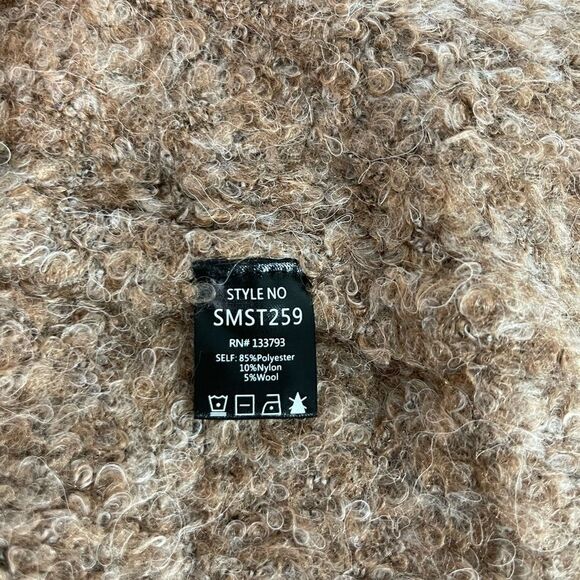 STYLE NO
SMST259
RN# 133793
SELF: 85%Polyester
10%Nylon
5%Wool